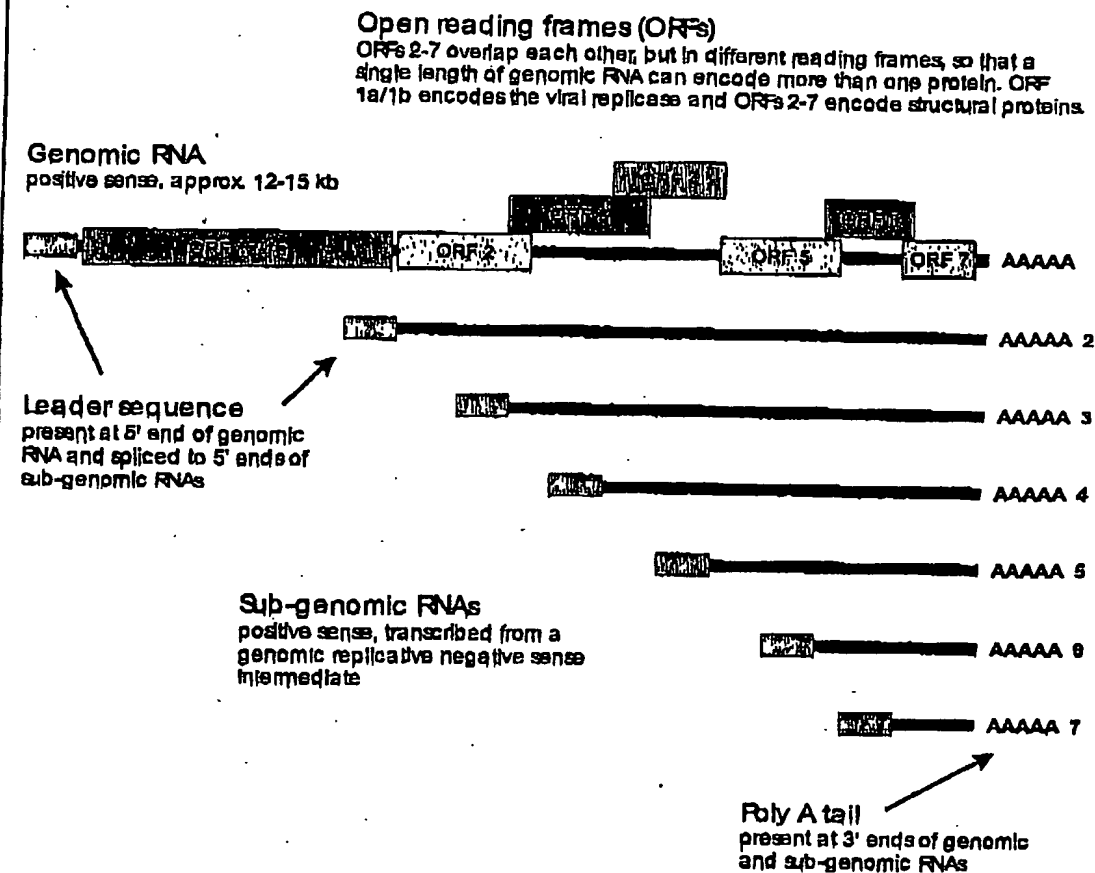 Open reading frames (ORFs)
ORFs 2-7 overlap each other, but in different reading frames, so that a
single length of genomic RNA can encode more than one protein. ORF
1a/1b encodes the viral replicase and ORFs 2-7 encode structural proteins.
Genomic RNA
positive sense, approx. 12-15 kb
ORF 2
ORF 5
ORF 7
AAAAA
AAAAA 2
AAAAA 3
Leader sequence
present at 5' end of genomic
RNA and spliced to 5' ends of
sub-genomic RNAs
AAAAA 4
AAAAA 5
Sub-genomic RNAs
positive sense, transcribed from a
genomic replicative negative sense
intermediate
AAAAA 6
AAAAA 7
Poly A tail
present at 3' ends of genomic
and sub-genomic RNAs